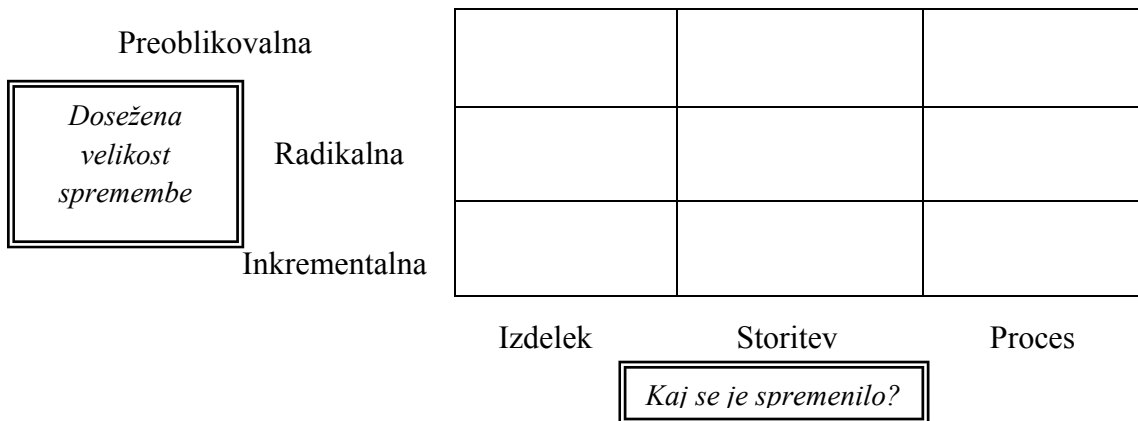 Preoblikovalna
Dosežena
velikost
spremembe
Radikalna
Inkrementalna
Izdelek
Storitev
Proces
Kaj se je spremenilo?